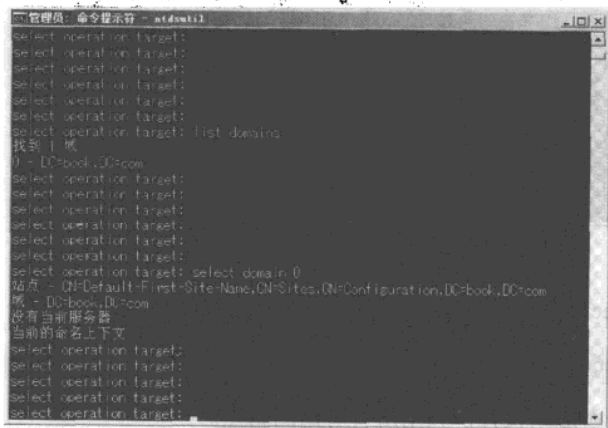 管理员: 命令提示符 - ntdsutil
select operation target:
select operation target:
select operation target:
select operation target:
select operation target:
select operation target:
select operation target: list domains
找到 1 域
0 - DC=book,DC=com
select operation target:
select operation target:
select operation target:
select operation target:
select operation target:
select operation target:
select operation target: select domain 0
站点 - CN=Default-First-Site-Name,CN=Sites,CN=Configuration,DC=book,DC=com
域 - DC=book,DC=com
没有当前服务器
当前的命名上下文
select operation target:
select operation target:
select operation target:
select operation target:
select operation target: